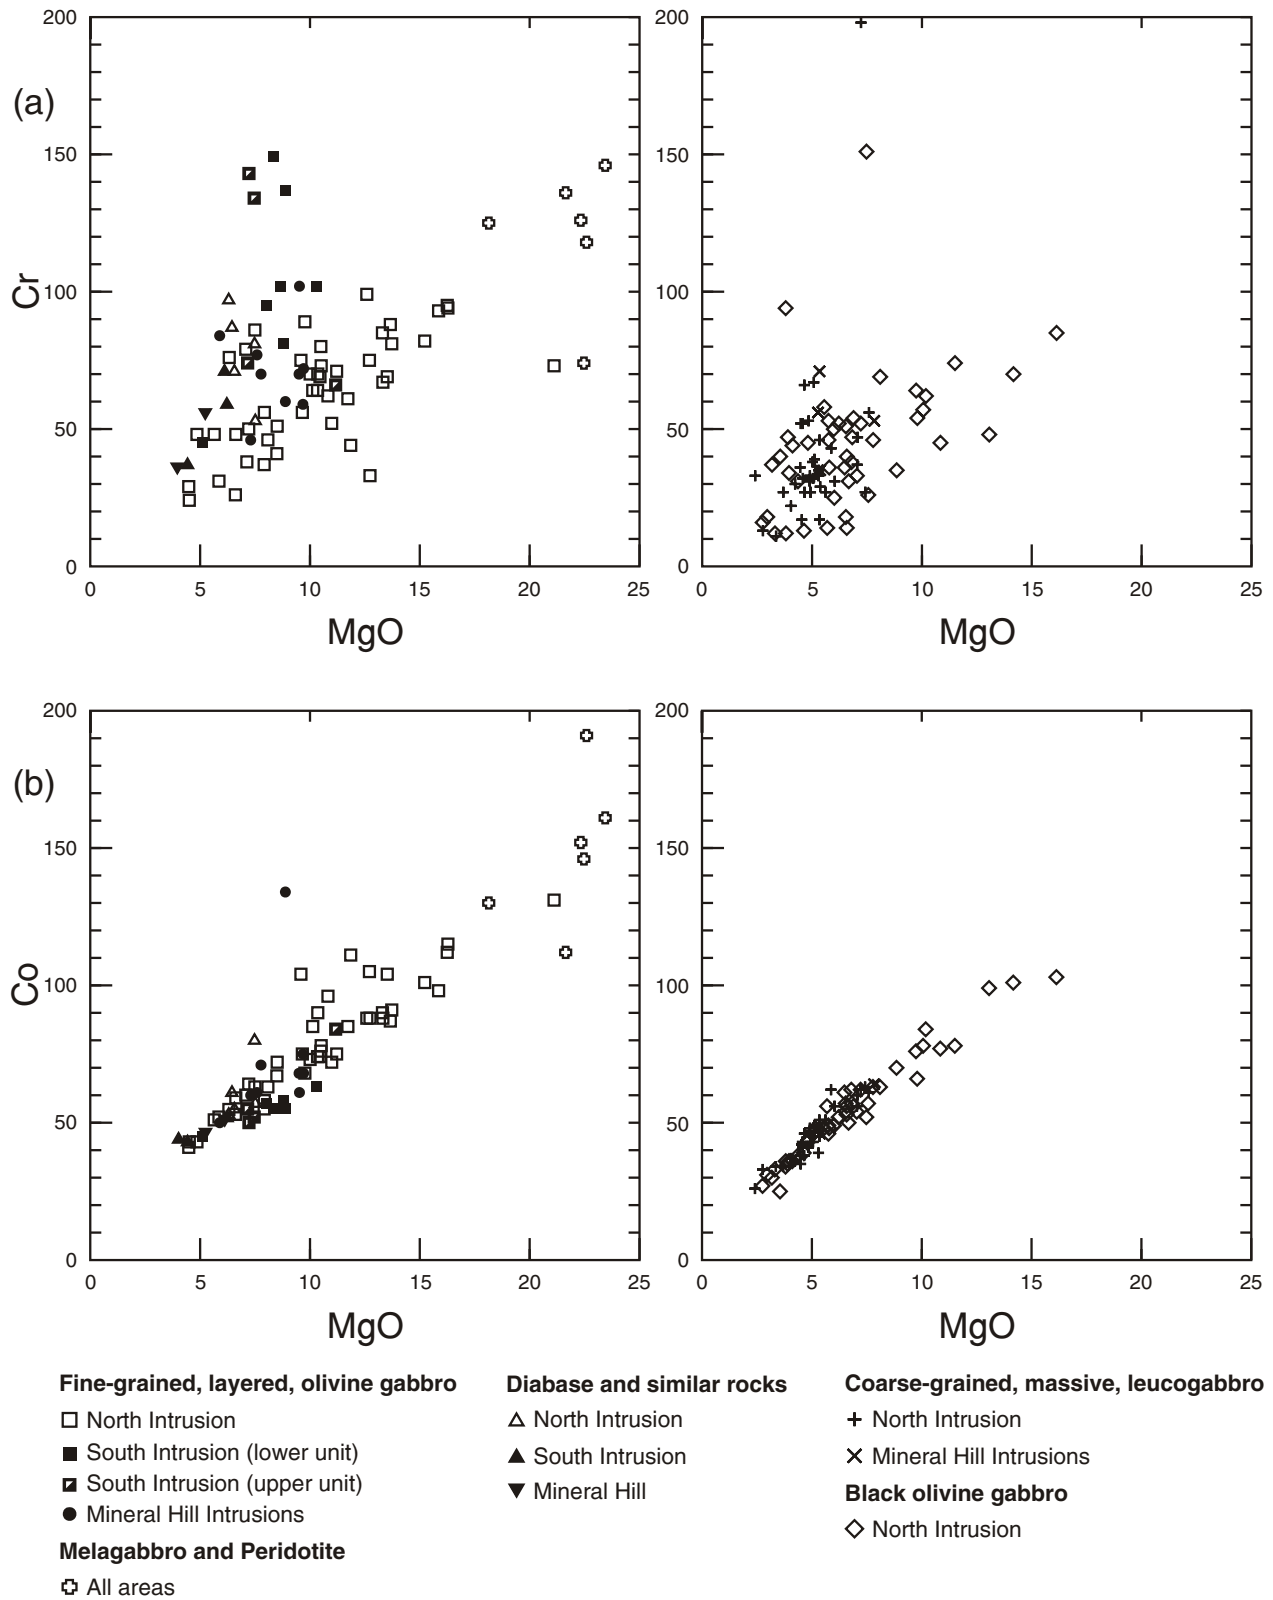 (a)
Cr
200
150
100
50
0
0 5 10 15 20 25
MgO
200
150
100
50
0
0 5 10 15 20 25
MgO
(b)
Co
200
150
100
50
0
0 5 10 15 20 25
MgO
200
150
100
50
0
0 5 10 15 20 25
MgO
Fine-grained, layered, olivine gabbro
North Intrusion
South Intrusion (lower unit)
South Intrusion (upper unit)
Mineral Hill Intrusions
Melagabbro and Peridotite
All areas
Diabase and similar rocks
North Intrusion
South Intrusion
Mineral Hill
Coarse-grained, massive, leucogabbro
North Intrusion
Mineral Hill Intrusions
Black olivine gabbro
North Intrusion